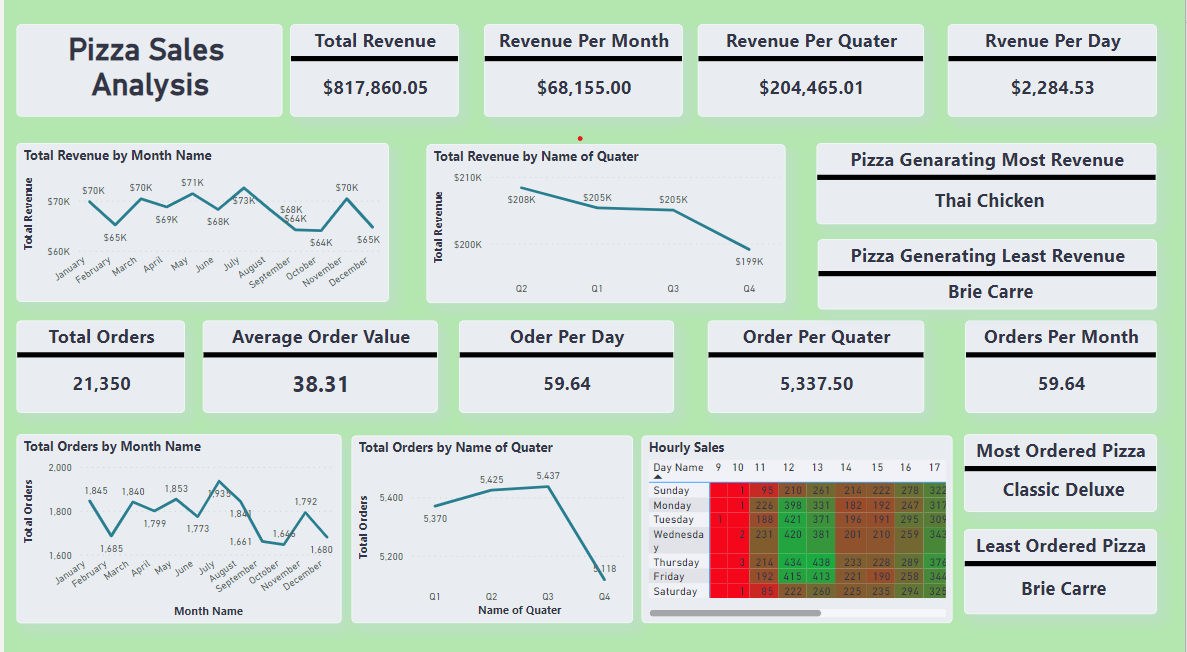 Pizza Sales
Analysis
Total Revenue
$817,860.05
Revenue Per Month
$68,155.00
Revenue Per Quater
$204,465.01
Rvenue Per Day
$2,284.53
Total Revenue by Month Name
Total Revenue
$70K
$60K
$70K
$65K
$70K
$69K
$71K
$68K
$73K
$68K
$64K
$64K
$70K
$65K
January
February
March
April
May
June
July
August
September
October
November
December
Total Revenue by Name of Quater
Total Revenue
$210K
$200K
$208K
$205K
$205K
$199K
Q2
Q1
Q3
Q4
Pizza Genarating Most Revenue
Thai Chicken
Pizza Generating Least Revenue
Brie Carre
Total Orders
21,350
Average Order Value
38.31
Oder Per Day
59.64
Order Per Quater
5,337.50
Orders Per Month
59.64
Total Orders by Month Name
Total Orders
2,000
1,800
1,600
1,845
1,685
1,840
1,799
1,853
1,773
1,935
1,841
1,661
1,646
1,792
1,680
January
February
March
April
May
June
July
August
September
October
November
December
Month Name
Total Orders by Name of Quater
Total Orders
5,400
5,200
5,370
5,425
5,437
5,118
Q1
Q2
Q3
Q4
Name of Quater
Hourly Sales
Day Name 9 10 11 12 13 14 15 16 17
Sunday 1 95 210 261 214 222 278 322
Monday 1 226 398 331 182 192 247 317
Tuesday 1 188 421 371 196 191 295 309
Wednesda 2 231 420 381 201 210 259 343
y
Thursday 3 214 434 438 233 228 289 376
Friday 192 415 413 221 190 258 344
Saturday 1 85 222 260 225 235 294 325
Most Ordered Pizza
Classic Deluxe
Least Ordered Pizza
Brie Carre